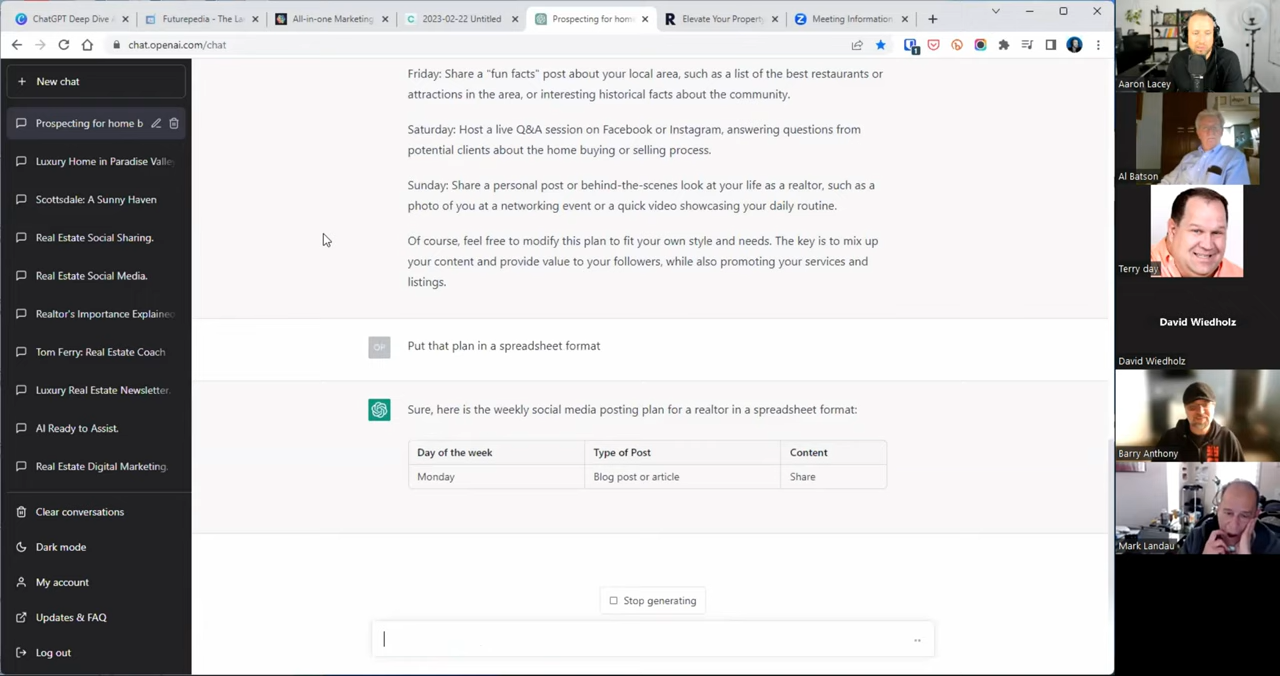 ChatGPT Deep Dive A
Futurepedia - The La
All-in-one Marketing
2023-02-22 Untitled
Prospecting for home
Elevate Your Property
Meeting Information
chat.openai.com/chat
New chat
Prospecting for home b
Luxury Home in Paradise Valle
Scottsdale: A Sunny Haven
Real Estate Social Sharing.
Real Estate Social Media.
Realtor's Importance Explained
Tom Ferry: Real Estate Coach
Luxury Real Estate Newsletter.
AI Ready to Assist.
Real Estate Digital Marketing.
Clear conversations
Dark mode
My account
Updates & FAQ
Log out
Friday: Share a "fun facts" post about your local area, such as a list of the best restaurants or
attractions in the area, or interesting historical facts about the community.
Saturday: Host a live Q&A session on Facebook or Instagram, answering questions from
potential clients about the home buying or selling process.
Sunday: Share a personal post or behind-the-scenes look at your life as a realtor, such as a
photo of you at a networking event or a quick video showcasing your daily routine.
Of course, feel free to modify this plan to fit your own style and needs. The key is to mix up
your content and provide value to your followers, while also promoting your services and
listings.
OP
Put that plan in a spreadsheet format
Sure, here is the weekly social media posting plan for a realtor in a spreadsheet format:
Day of the week Type of Post Content
Monday Blog post or article Share
Stop generating
Aaron Lacey
Al Batson
Terry day
David Wiedholz
David Wiedholz
Barry Anthony
Mark Landau